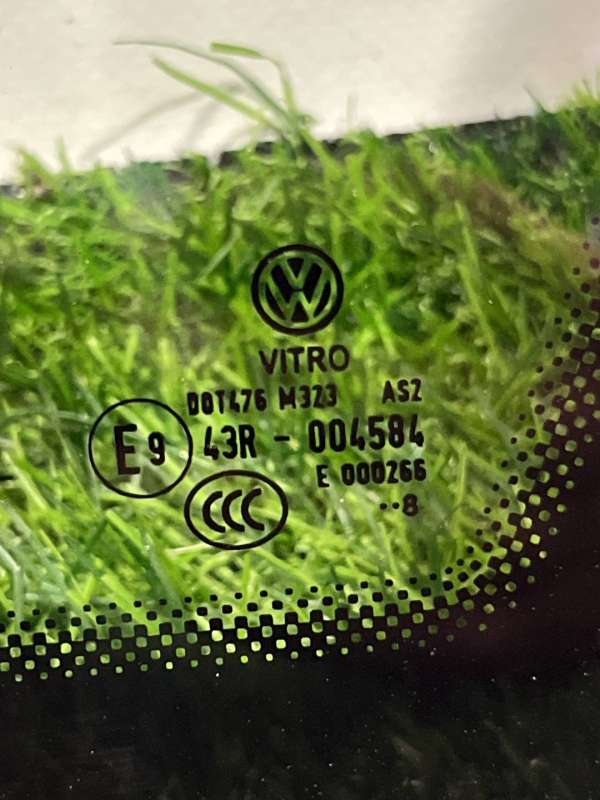 VITRO
DOT476 M323 AS2
E9 43R - 004584
E 000266
CCC ··8